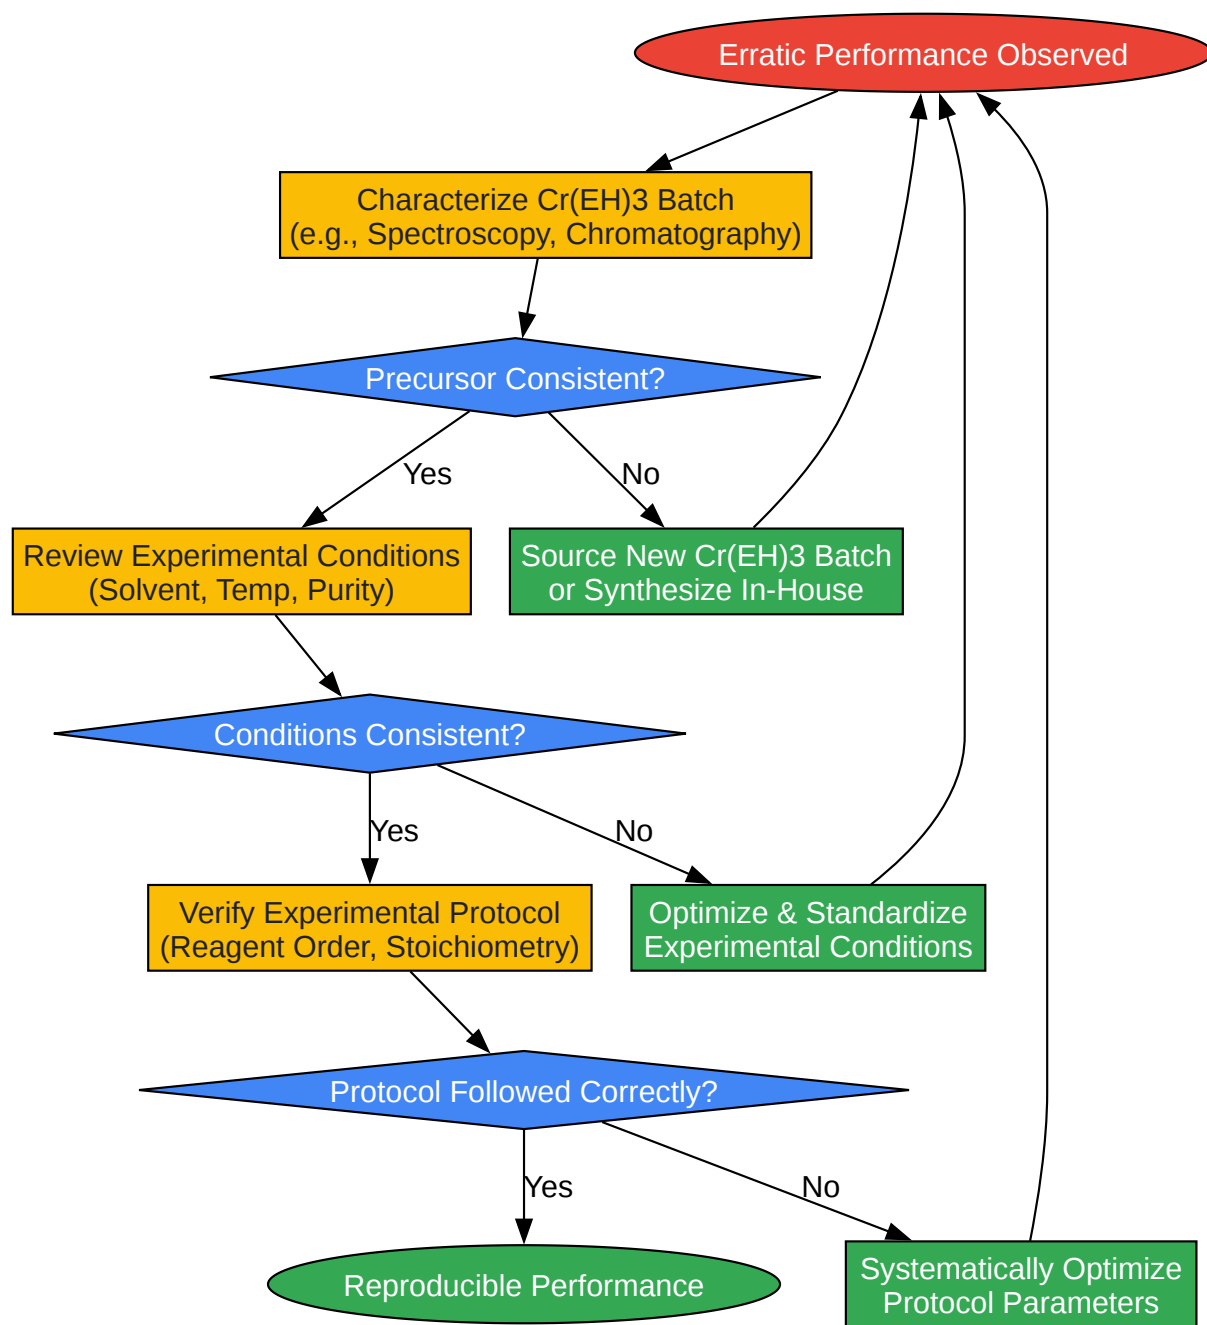 Erratic Performance Observed
Characterize Cr(EH)3 Batch
(e.g., Spectroscopy, Chromatography)
Precursor Consistent?
Yes
No
Review Experimental Conditions
(Solvent, Temp, Purity)
Source New Cr(EH)3 Batch
or Synthesize In-House
Conditions Consistent?
Yes
No
Verify Experimental Protocol
(Reagent Order, Stoichiometry)
Optimize & Standardize
Experimental Conditions
Protocol Followed Correctly?
Yes
No
Reproducible Performance
Systematically Optimize
Protocol Parameters